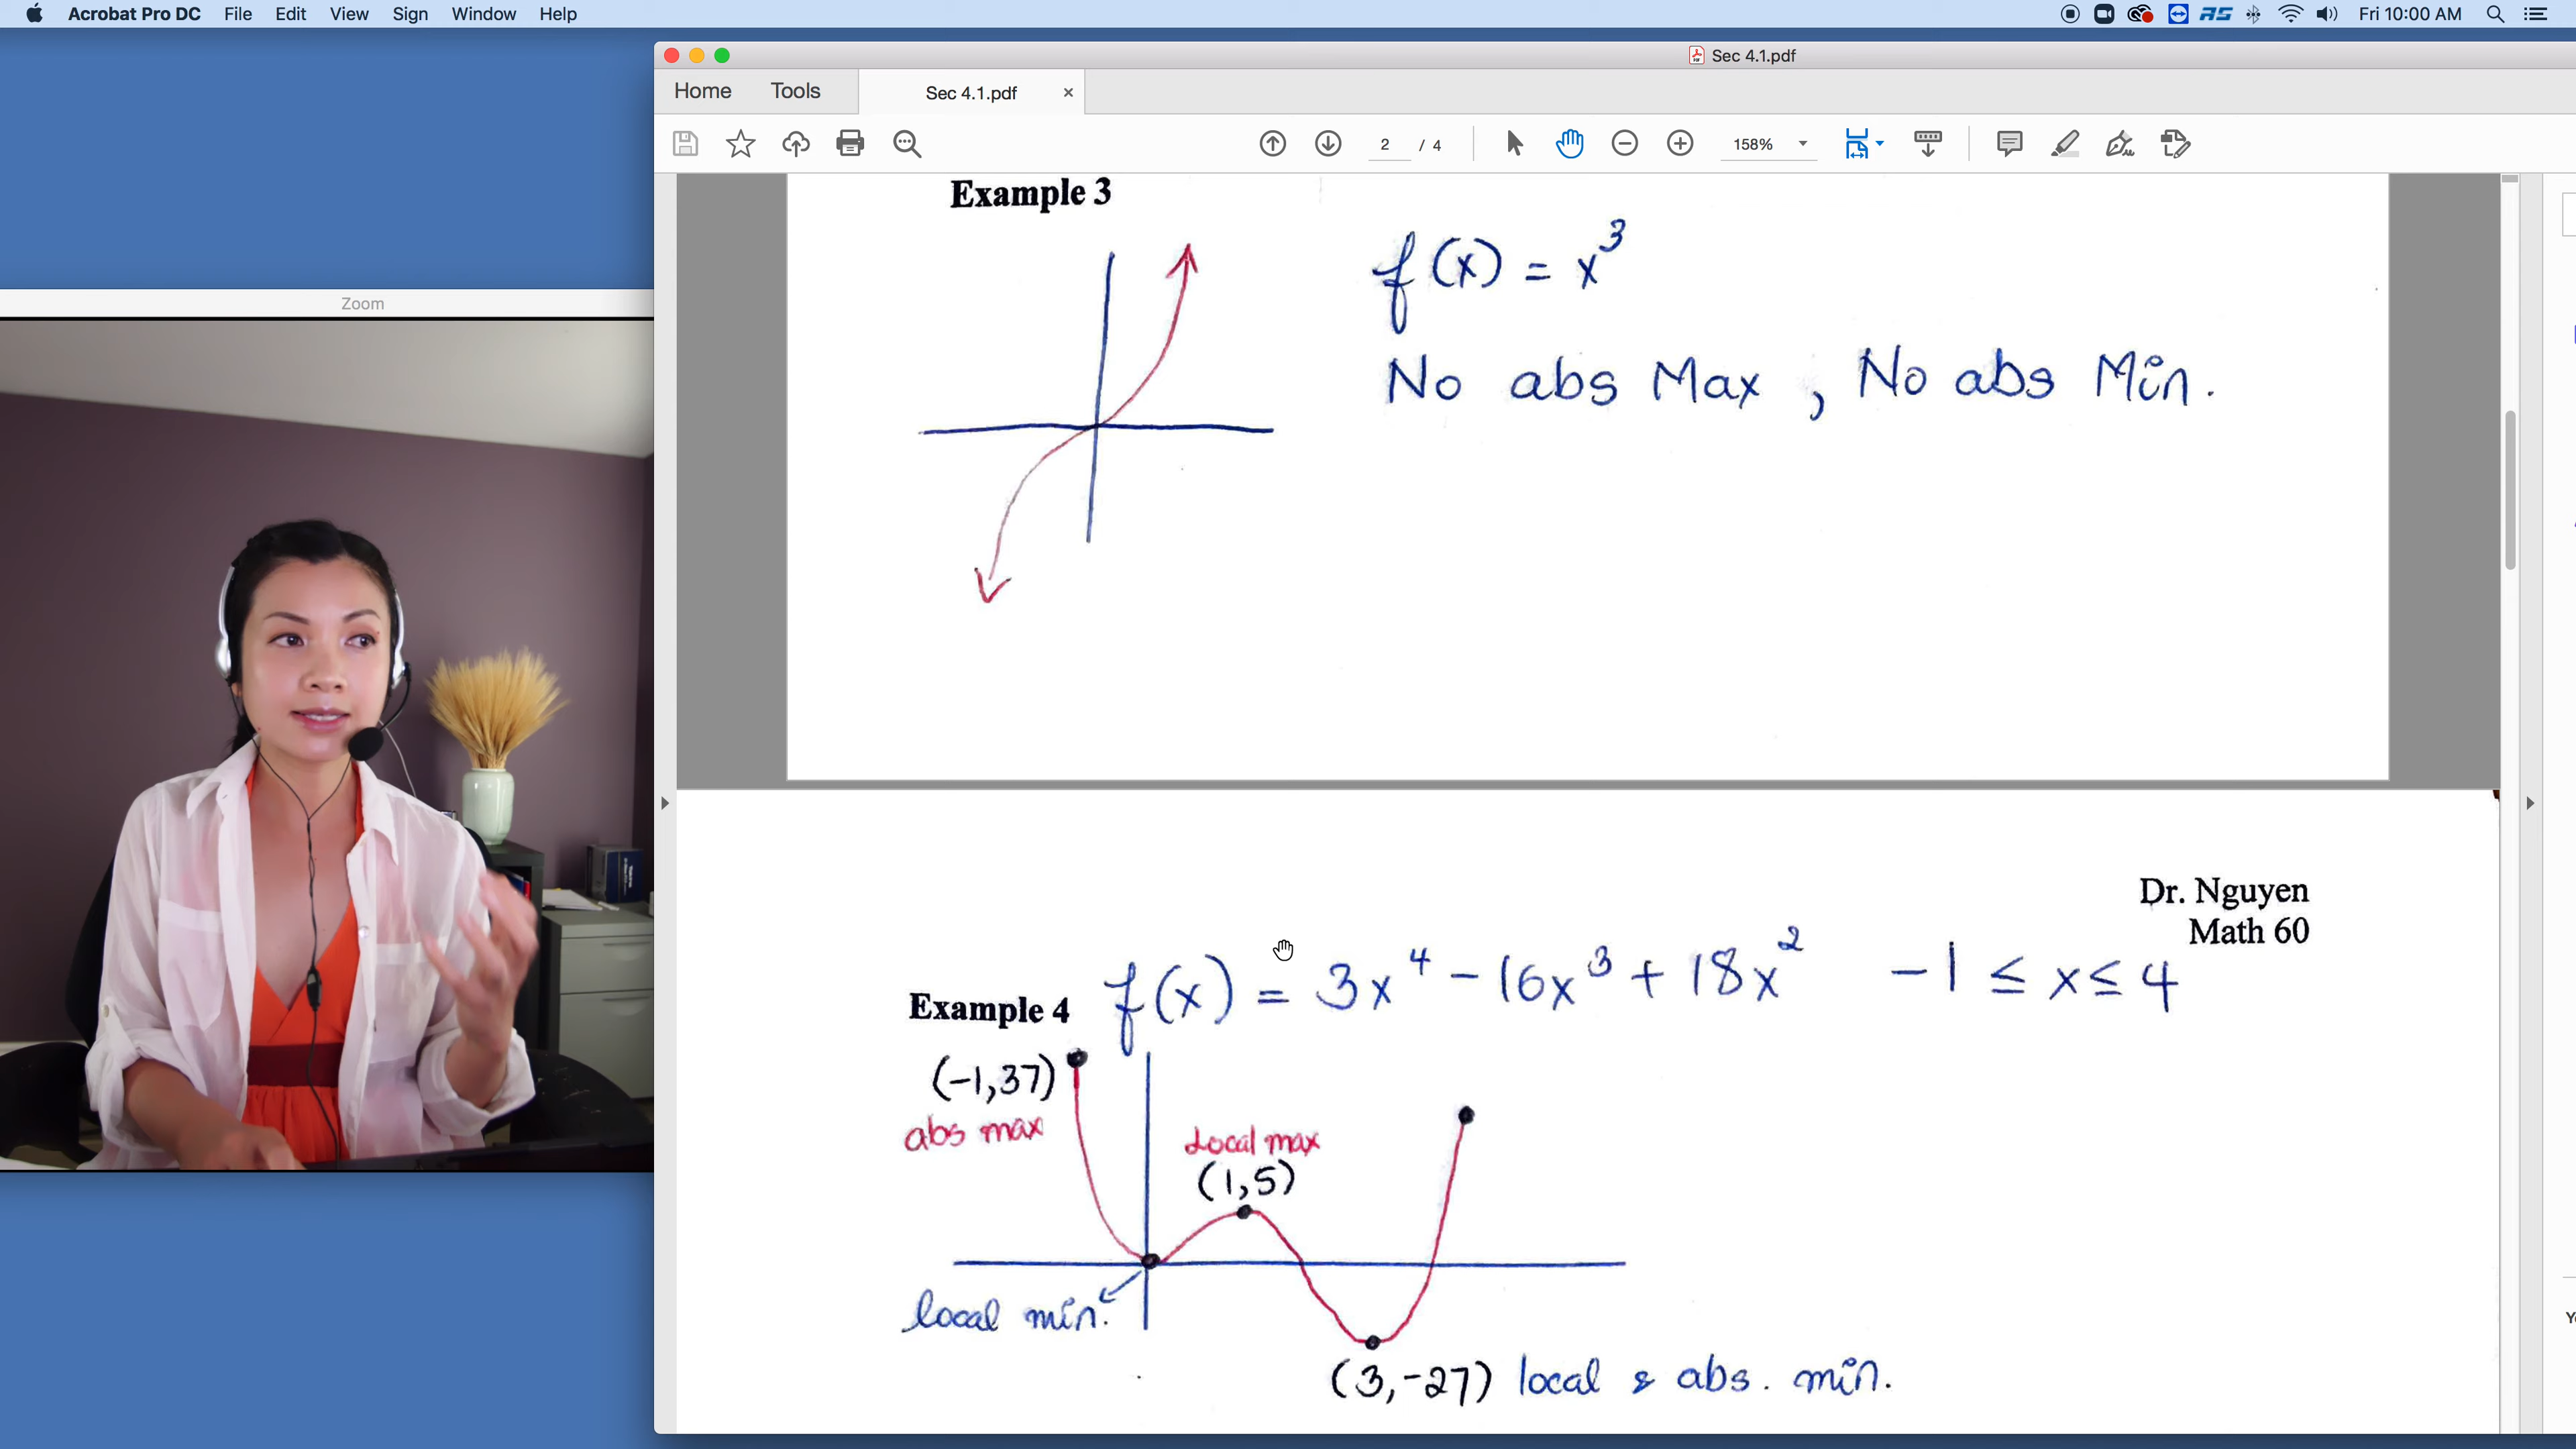 Acrobat Pro DC File Edit View Sign Window Help
Fri 10:00 AM
Sec 4.1.pdf
Home Tools Sec 4.1.pdf ×
2 / 4
158%
Zoom
Example 3
f(x) = x³
No abs Max , No abs Min.
Dr. Nguyen
Math 60
Example 4 f(x) = 3x⁴ - 16x³ + 18x² -1 ≤ x ≤ 4
(-1,37)
abs max
Local max
(1,5)
local min.
(3,-27) local & abs. min.